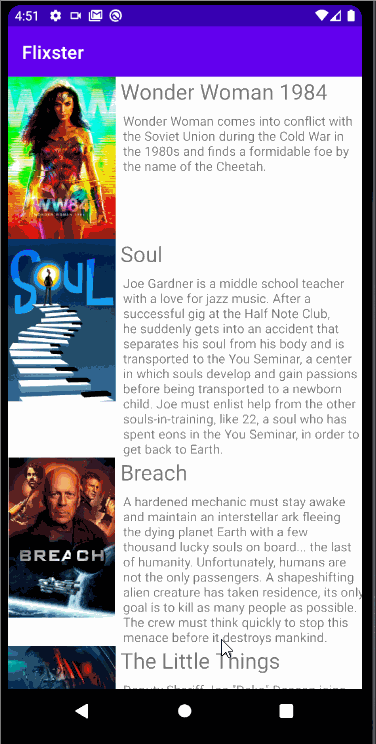 4:51
Flixster
Wonder Woman 1984
Wonder Woman comes into conflict with
the Soviet Union during the Cold War in
the 1980s and finds a formidable foe by
the name of the Cheetah.
WW84
Soul
SOUL
Joe Gardner is a middle school teacher
with a love for jazz music. After a
successful gig at the Half Note Club,
he suddenly gets into an accident that
separates his soul from his body and is
transported to the You Seminar, a center
in which souls develop and gain passions
before being transported to a newborn
child. Joe must enlist help from the other
souls-in-training, like 22, a soul who has
spent eons in the You Seminar, in order to
get back to Earth.
Breach
A hardened mechanic must stay awake
and maintain an interstellar ark fleeing
the dying planet Earth with a few
thousand lucky souls on board... the last
of humanity. Unfortunately, humans are
not the only passengers. A shapeshifting
alien creature has taken residence, its only
goal is to kill as many people as possible.
The crew must think quickly to stop this
menace before it destroys mankind.
BREACH
The Little Things